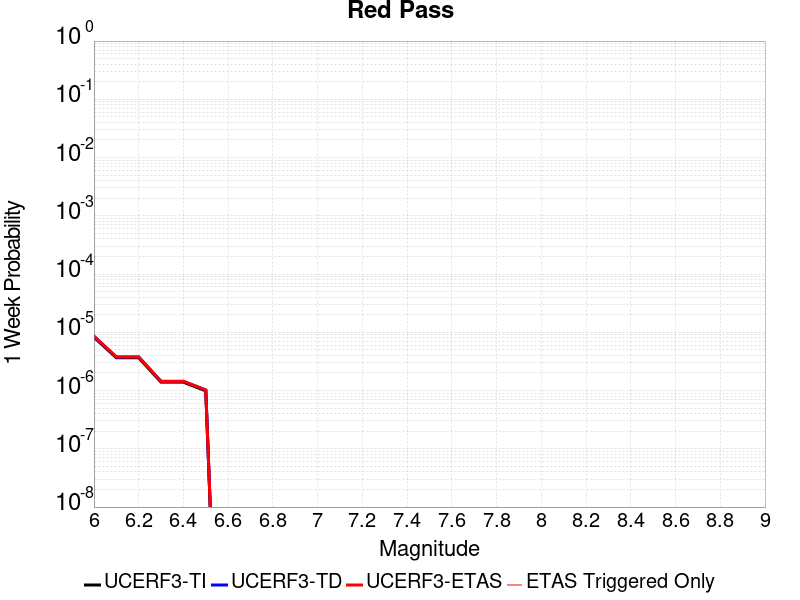 Red Pass
1 Week Probability
10^0
10^-1
10^-2
10^-3
10^-4
10^-5
10^-6
10^-7
10^-8
6 6.2 6.4 6.6 6.8 7 7.2 7.4 7.6 7.8 8 8.2 8.4 8.6 8.8 9
Magnitude
UCERF3-TI UCERF3-TD UCERF3-ETAS ETAS Triggered Only